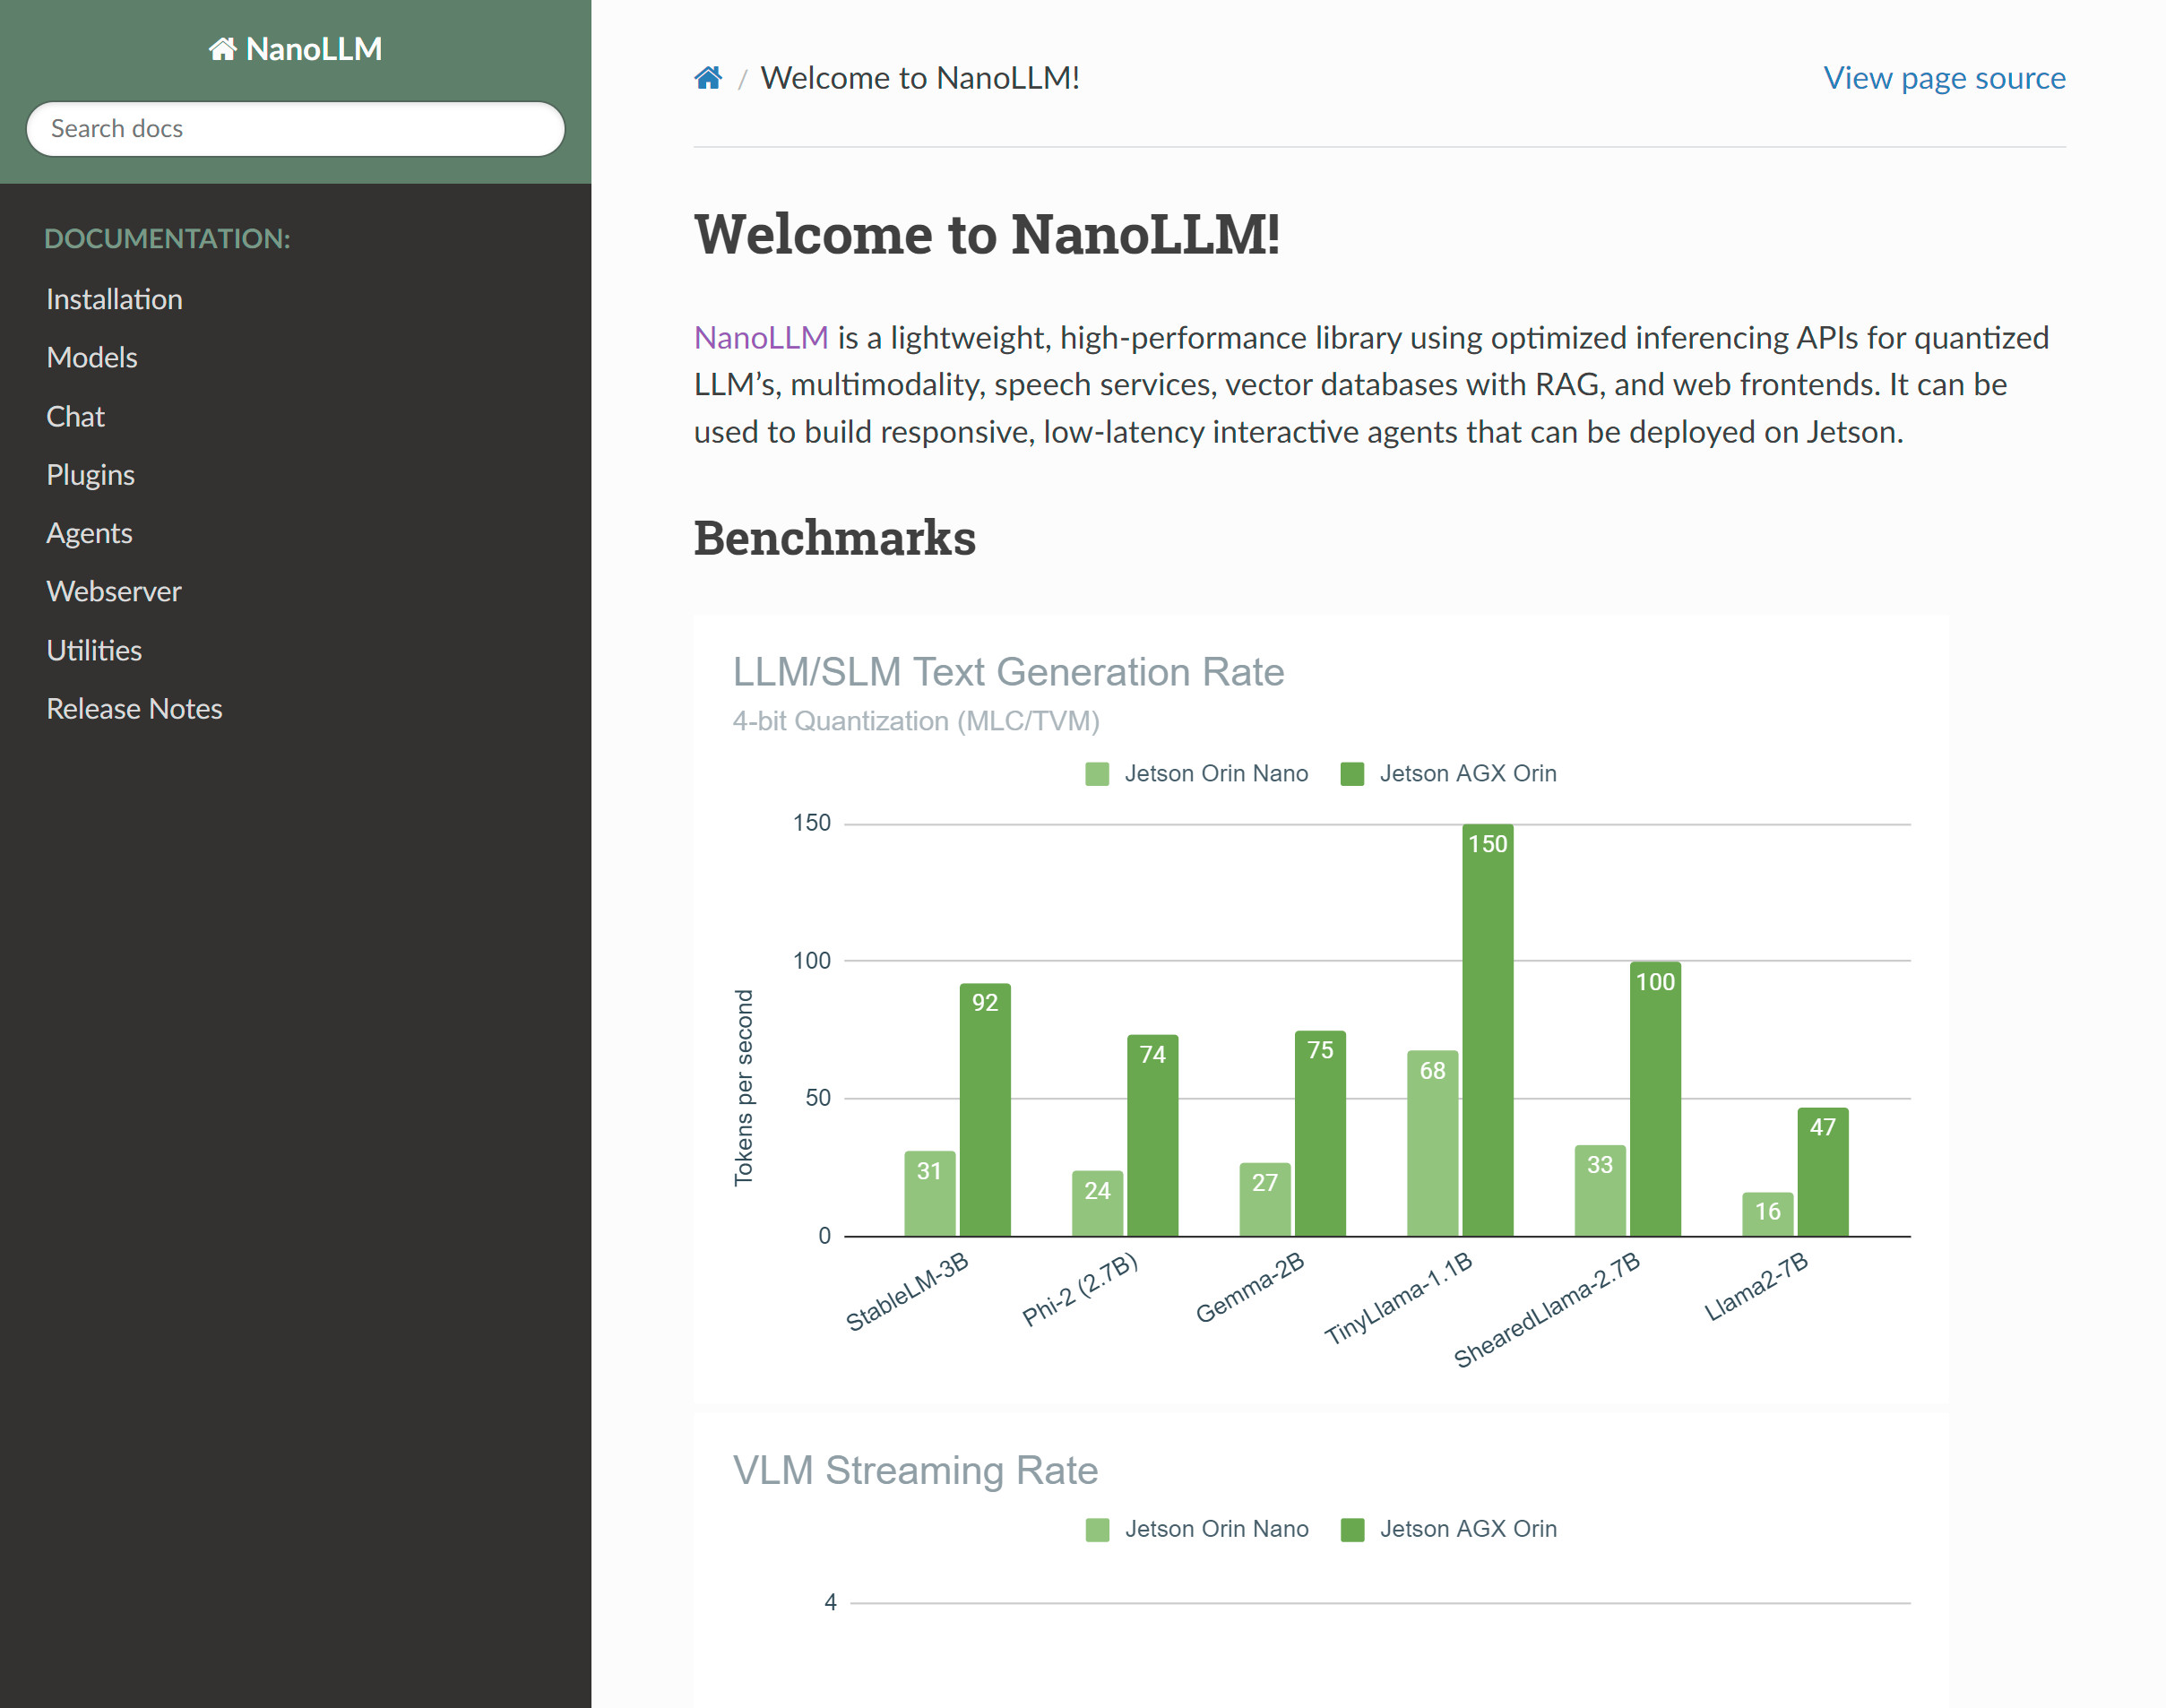 NanoLLM
Search docs
DOCUMENTATION:
Installation
Models
Chat
Plugins
Agents
Webserver
Utilities
Release Notes
/ Welcome to NanoLLM!
View page source
Welcome to NanoLLM!
NanoLLM is a lightweight, high-performance library using optimized inferencing APIs for quantized
LLM’s, multimodality, speech services, vector databases with RAG, and web frontends. It can be
used to build responsive, low-latency interactive agents that can be deployed on Jetson.
Benchmarks
LLM/SLM Text Generation Rate
4-bit Quantization (MLC/TVM)
Jetson Orin Nano Jetson AGX Orin
Tokens per second
150
100
50
0
31 92
24 74
27 75
68 150
33 100
16 47
StableLM-3B
Phi-2 (2.7B)
Gemma-2B
TinyLlama-1.1B
ShearedLlama-2.7B
Llama2-7B
VLM Streaming Rate
Jetson Orin Nano Jetson AGX Orin
4